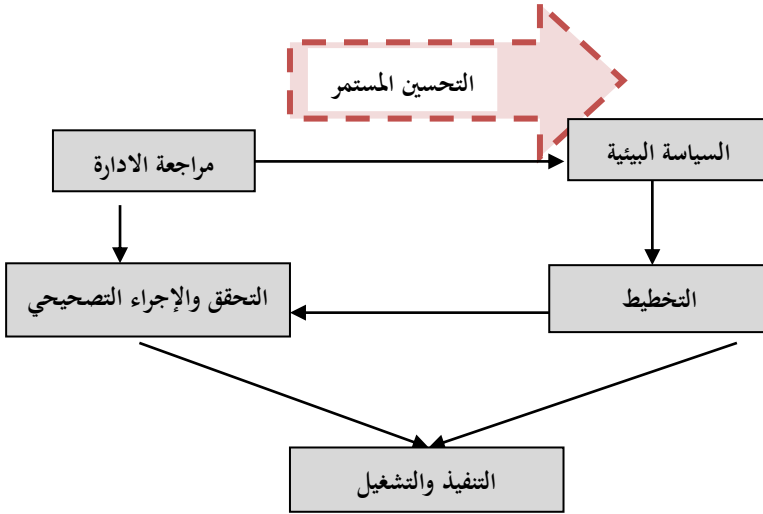 التحسين المستمر
السياسة البيئية
مراجعة الادارة
التخطيط
التحقق والإجراء التصحيحي
التنفيذ والتشغيل